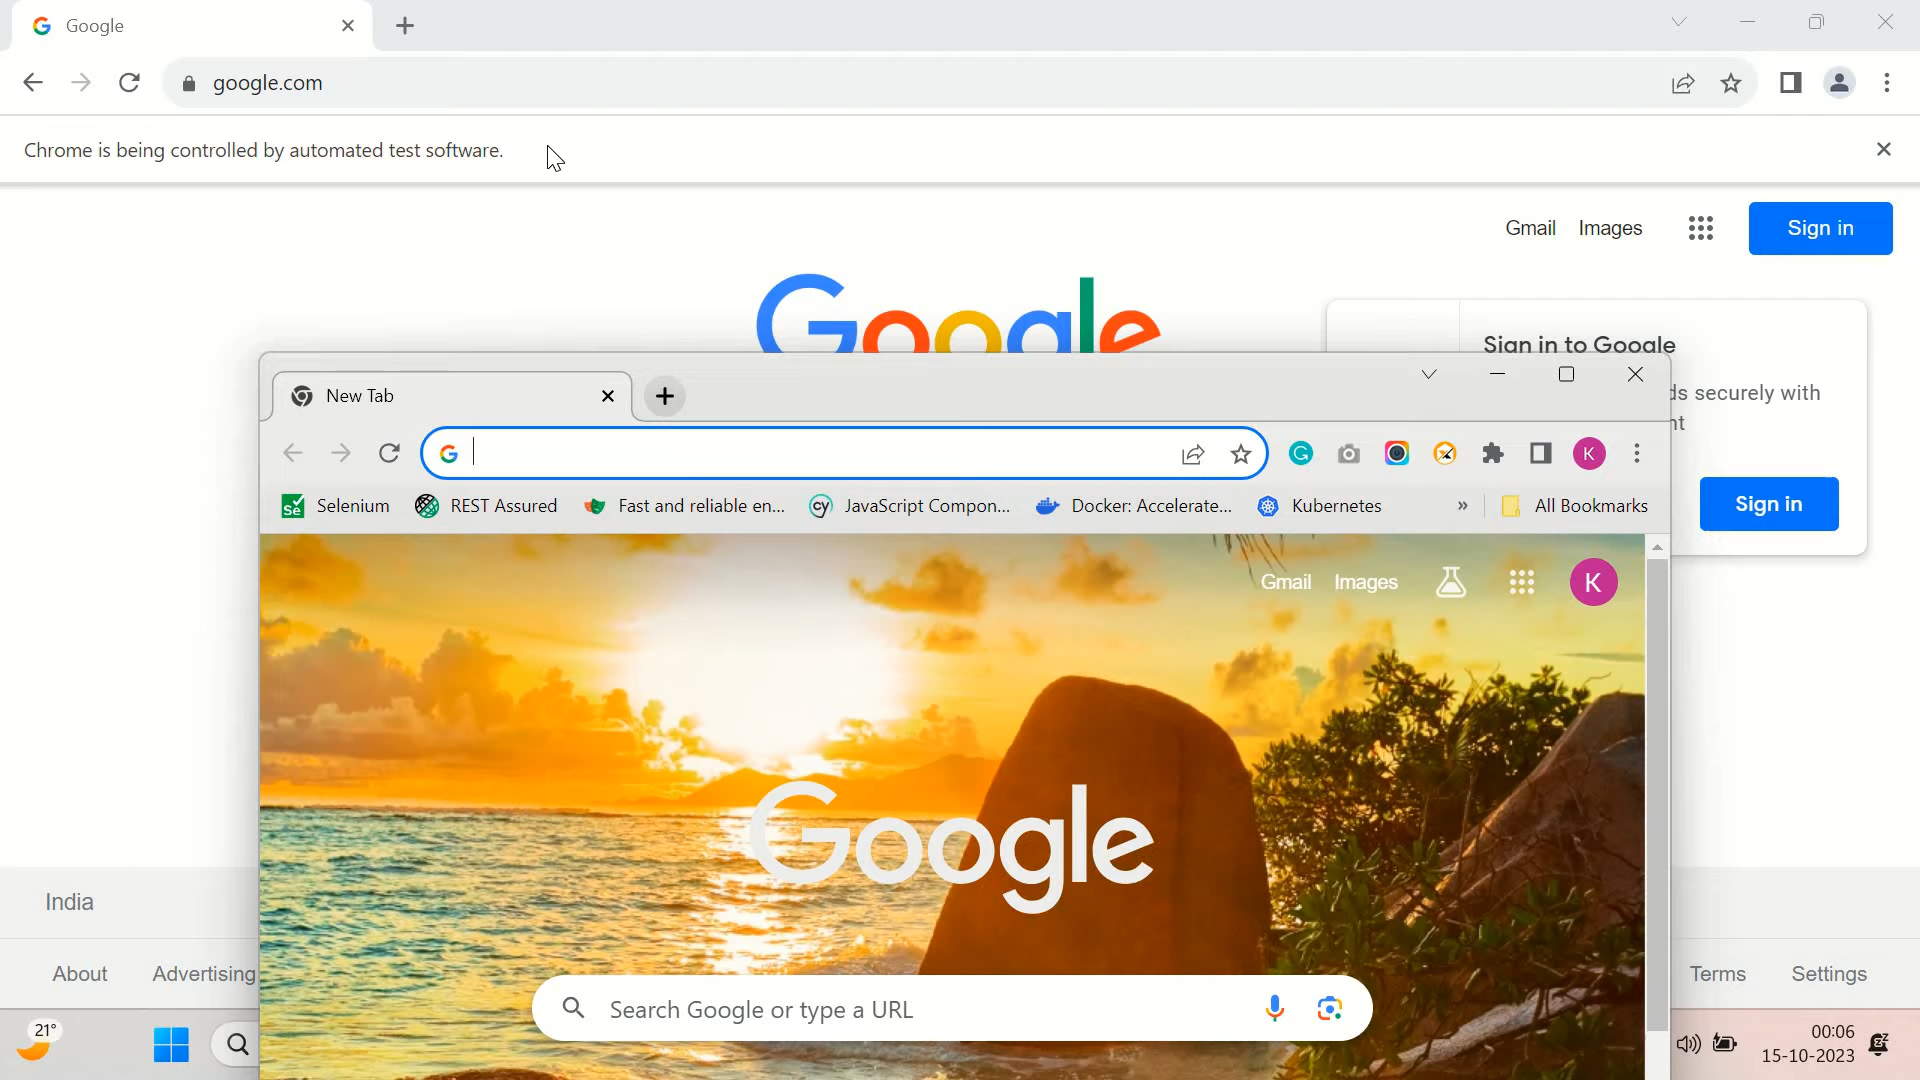 Google
google.com
Chrome is being controlled by automated test software.
Gmail Images Sign in
Google
Sign in to Google
securely with
Sign in
New Tab
Selenium REST Assured Fast and reliable en... cy JavaScript Compon... Docker: Accelerate... Kubernetes » All Bookmarks
Gmail Images K
Google
Search Google or type a URL
India
About Advertising Terms Settings
21°
00:06
15-10-2023